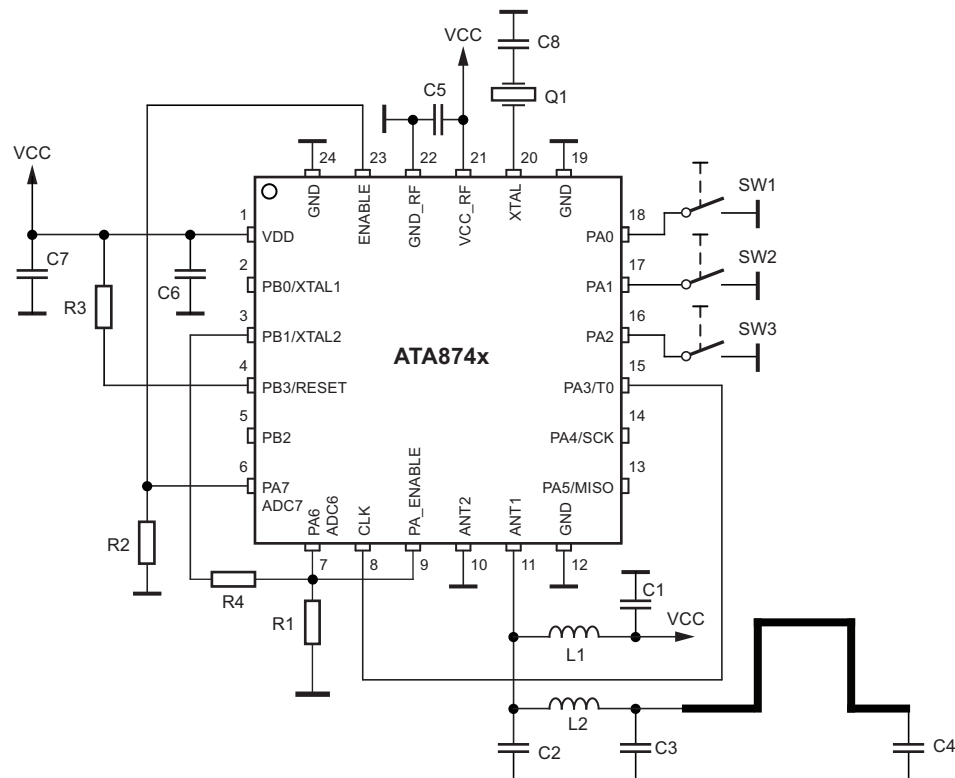 C8
VCC
C5
Q1
VCC
24
23
22
21
20
19
GND
ENABLE
GND_RF
VCC_RF
XTAL
GND
1
VDD
18
PA0
SW1
C7
C6
2
PB0/XTAL1
17
PA1
SW2
R3
3
PB1/XTAL2
16
PA2
SW3
ATA874x
4
PB3/RESET
15
PA3/T0
5
PB2
14
PA4/SCK
6
PA7
ADC7
13
PA5/MISO
PA6
ADC6
CLK
PA_ENABLE
ANT2
ANT1
GND
R2
7
8
9
10
11
12
R4
C1
R1
VCC
L1
L2
C2
C3
C4